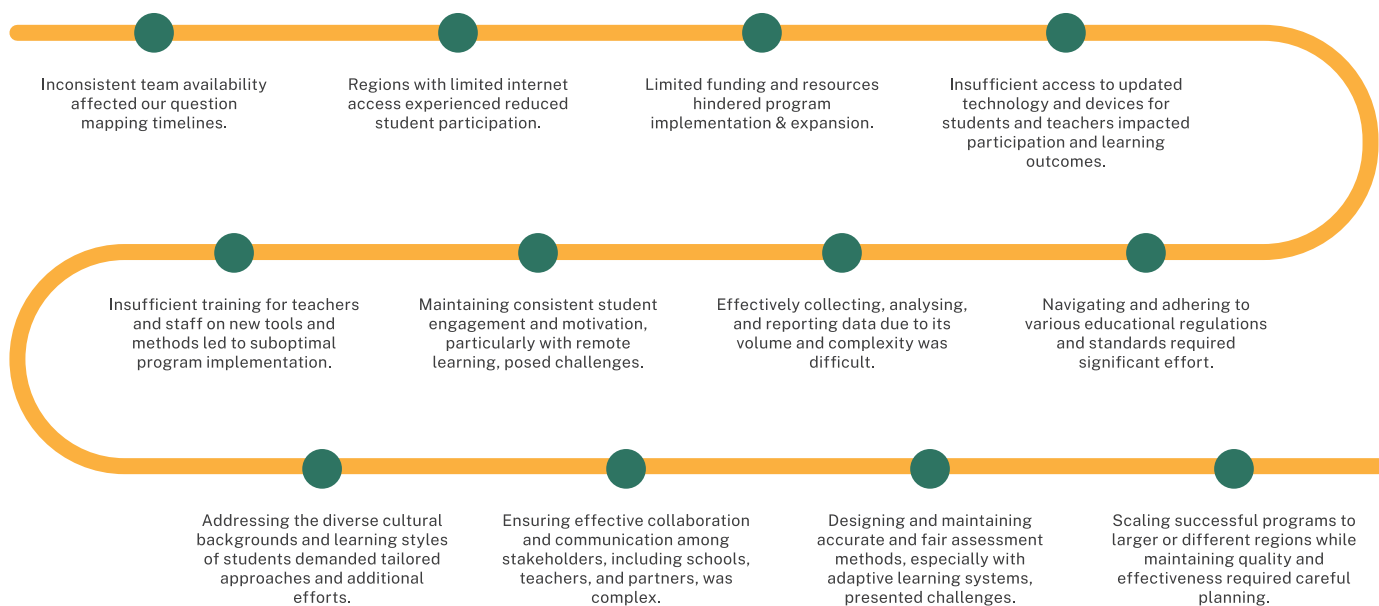 Inconsistent team availability
affected our question
mapping timelines.
Regions with limited internet
access experienced reduced
student participation.
Limited funding and resources
hindered program
implementation & expansion.
Insufficient access to updated
technology and devices for
students and teachers impacted
participation and learning
outcomes.
Insufficient training for teachers
and staff on new tools and
methods led to suboptimal
program implementation.
Maintaining consistent student
engagement and motivation,
particularly with remote
learning, posed challenges.
Effectively collecting, analysing,
and reporting data due to its
volume and complexity was
difficult.
Navigating and adhering to
various educational regulations
and standards required
significant effort.
Addressing the diverse cultural
backgrounds and learning styles
of students demanded tailored
approaches and additional
efforts.
Ensuring effective collaboration
and communication among
stakeholders, including schools,
teachers, and partners, was
complex.
Designing and maintaining
accurate and fair assessment
methods, especially with
adaptive learning systems,
presented challenges.
Scaling successful programs to
larger or different regions while
maintaining quality and
effectiveness required careful
planning.